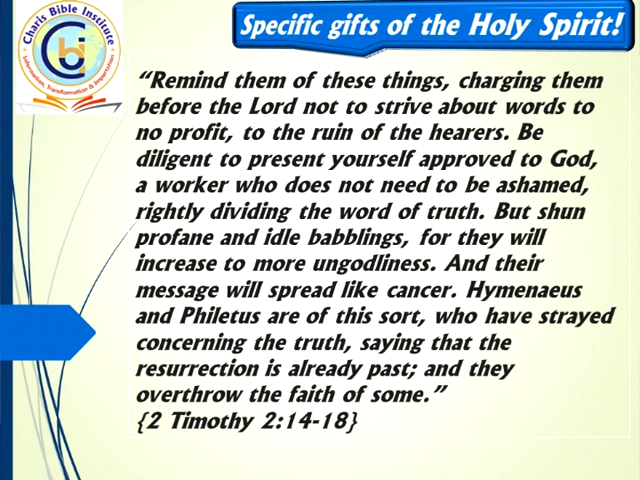 Charis Bible Institute
Information, Transformation & Impartation
Specific gifts of the Holy Spirit!
“Remind them of these things, charging them
before the Lord not to strive about words to
no profit, to the ruin of the hearers. Be
diligent to present yourself approved to God,
a worker who does not need to be ashamed,
rightly dividing the word of truth. But shun
profane and idle babblings, for they will
increase to more ungodliness. And their
message will spread like cancer. Hymenaeus
and Philetus are of this sort, who have strayed
concerning the truth, saying that the
resurrection is already past; and they
overthrow the faith of some.”
{2 Timothy 2:14-18}